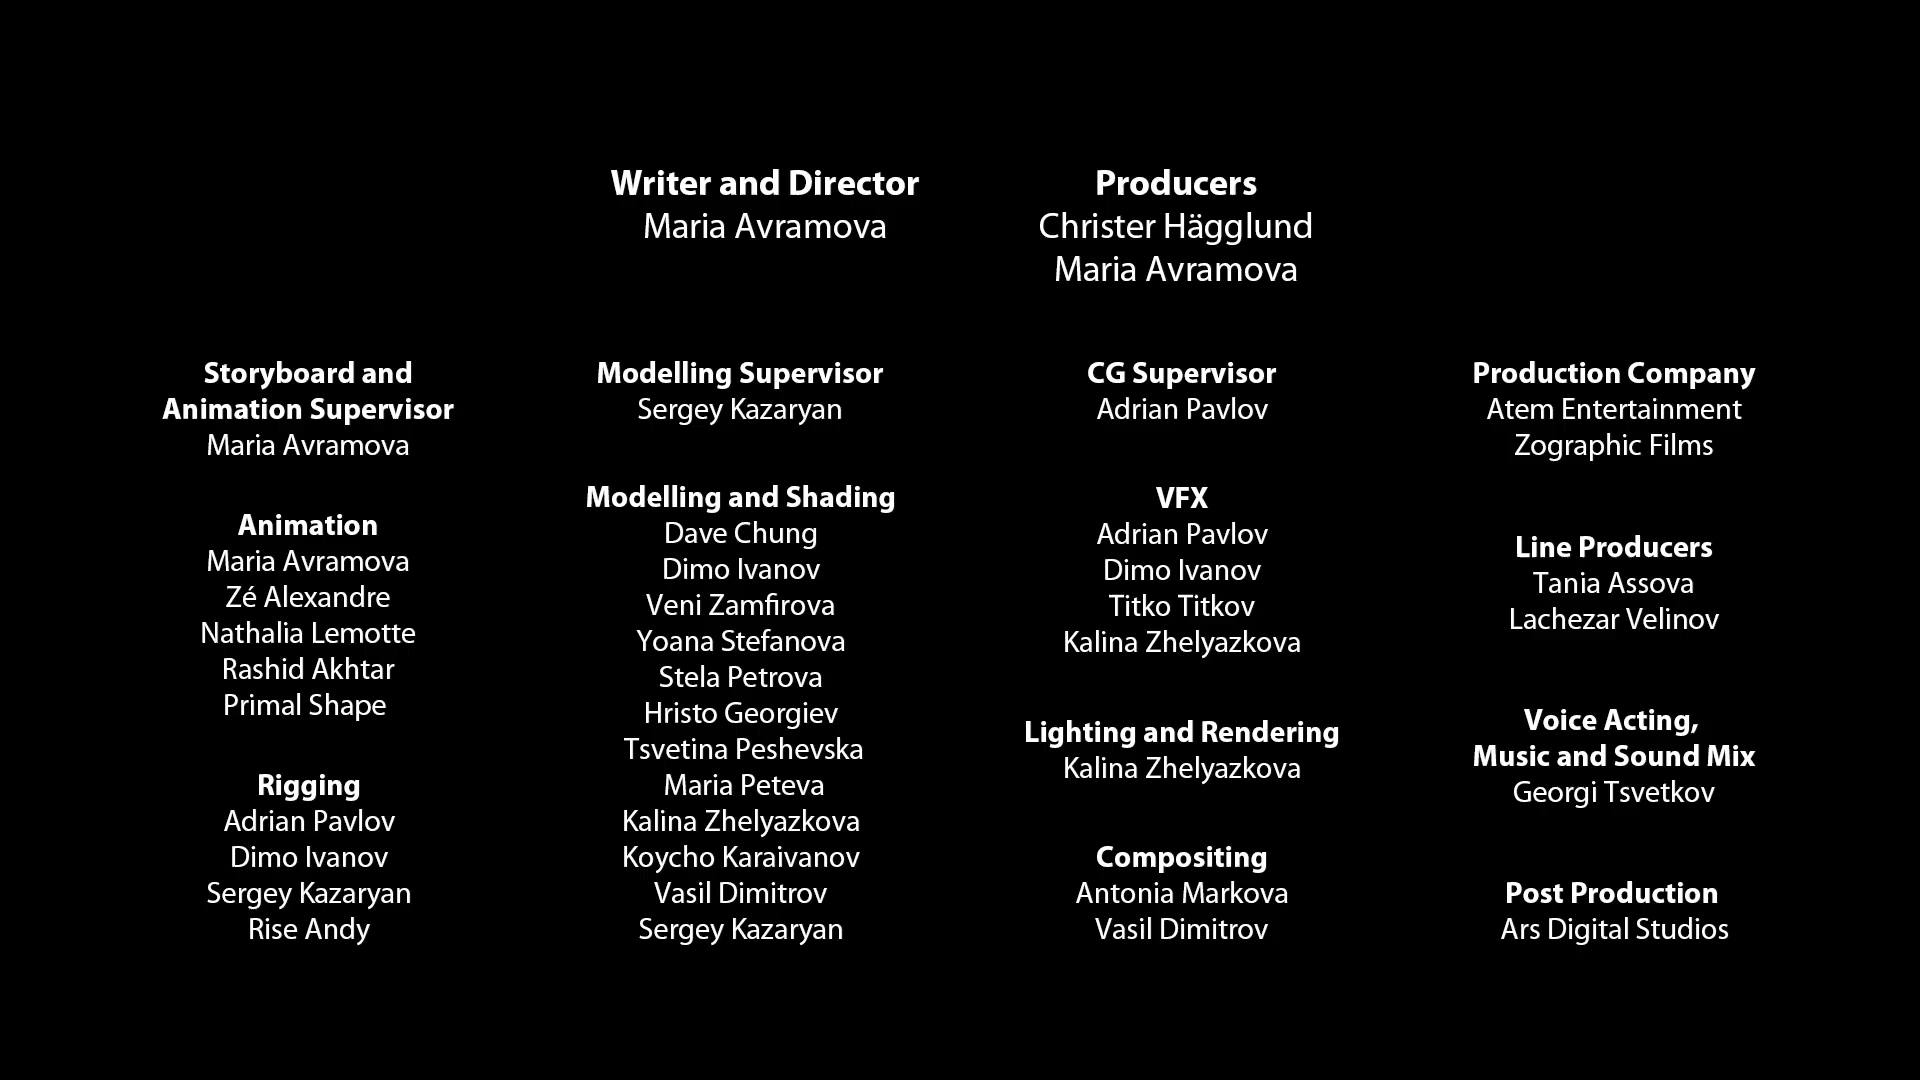 Writer and Director
Maria Avramova
Producers
Christer Hägglund
Maria Avramova
Storyboard and
Animation Supervisor
Maria Avramova
Animation
Maria Avramova
Zé Alexandre
Nathalia Lemotte
Rashid Akhtar
Primal Shape
Rigging
Adrian Pavlov
Dimo Ivanov
Sergey Kazaryan
Rise Andy
Modelling Supervisor
Sergey Kazaryan
Modelling and Shading
Dave Chung
Dimo Ivanov
Veni Zamfirova
Yoana Stefanova
Stela Petrova
Hristo Georgiev
Tsvetina Peshevska
Maria Peteva
Kalina Zhelyazkova
Koycho Karaivanov
Vasil Dimitrov
Sergey Kazaryan
CG Supervisor
Adrian Pavlov
VFX
Adrian Pavlov
Dimo Ivanov
Titko Titkov
Kalina Zhelyazkova
Lighting and Rendering
Kalina Zhelyazkova
Compositing
Antonia Markova
Vasil Dimitrov
Production Company
Atem Entertainment
Zographic Films
Line Producers
Tania Assova
Lachezar Velinov
Voice Acting,
Music and Sound Mix
Georgi Tsvetkov
Post Production
Ars Digital Studios